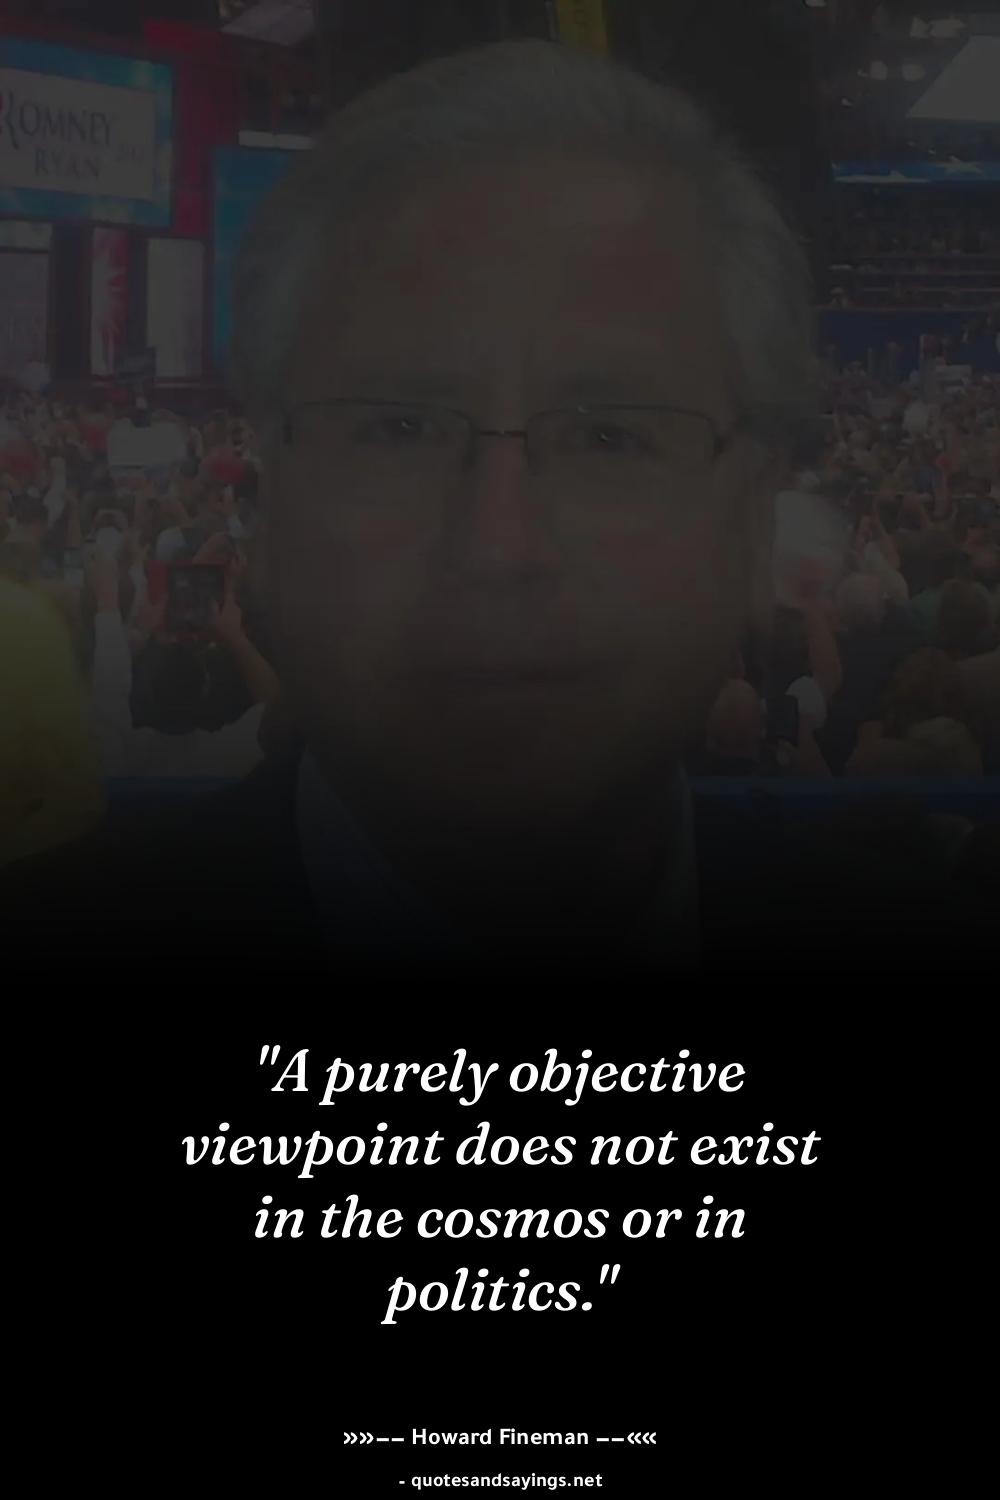 ROMNEY
RYAN
"A purely objective
viewpoint does not exist
in the cosmos or in
politics."
»»−− Howard Fineman −−««
- quotesandsayings.net